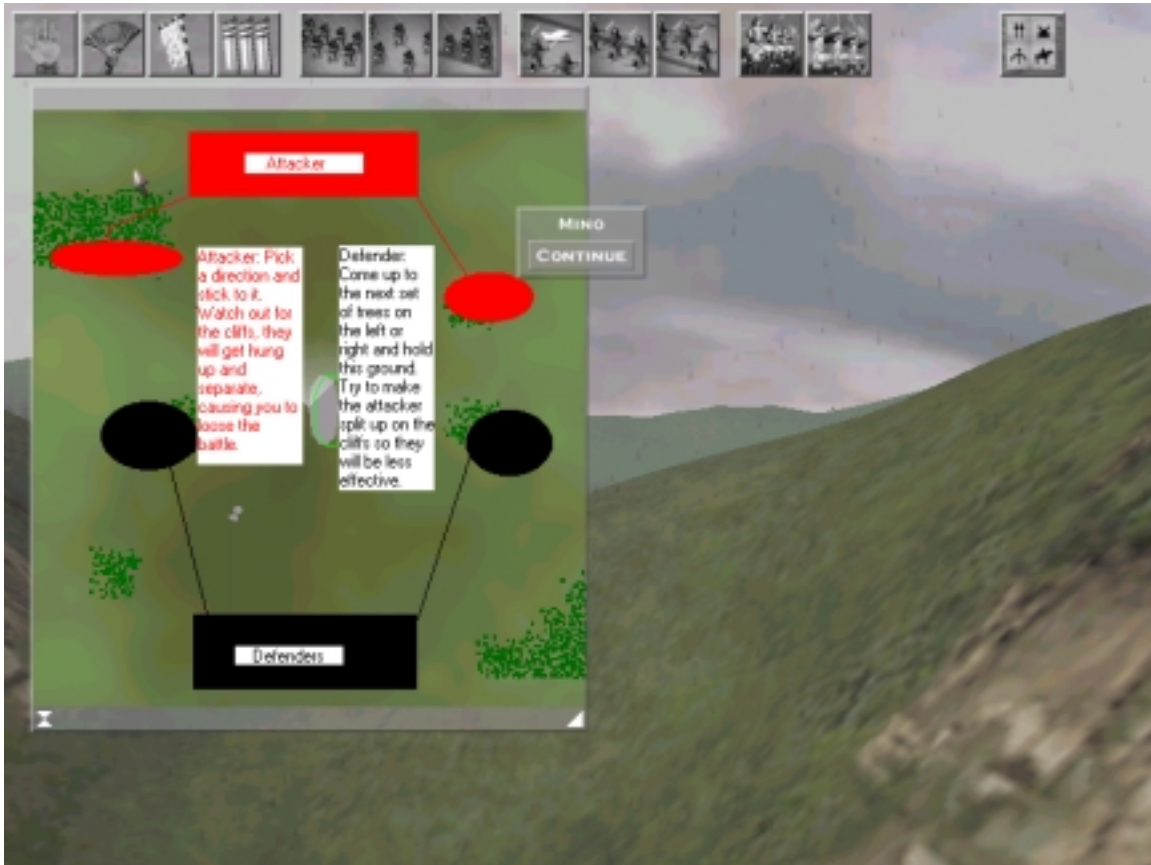 Attacker
MINO
CONTINUE
Attacker: Pick
a direction and
stick to it.
Watch out for
the cliffs, they
will get hung
up and
separate,
causing you to
loose the
battle.
Defender:
Come up to
the next set
of trees on
the left or
right and hold
this ground.
Try to make
the attacker
split up on the
cliffs so they
will be less
effective.
Defenders